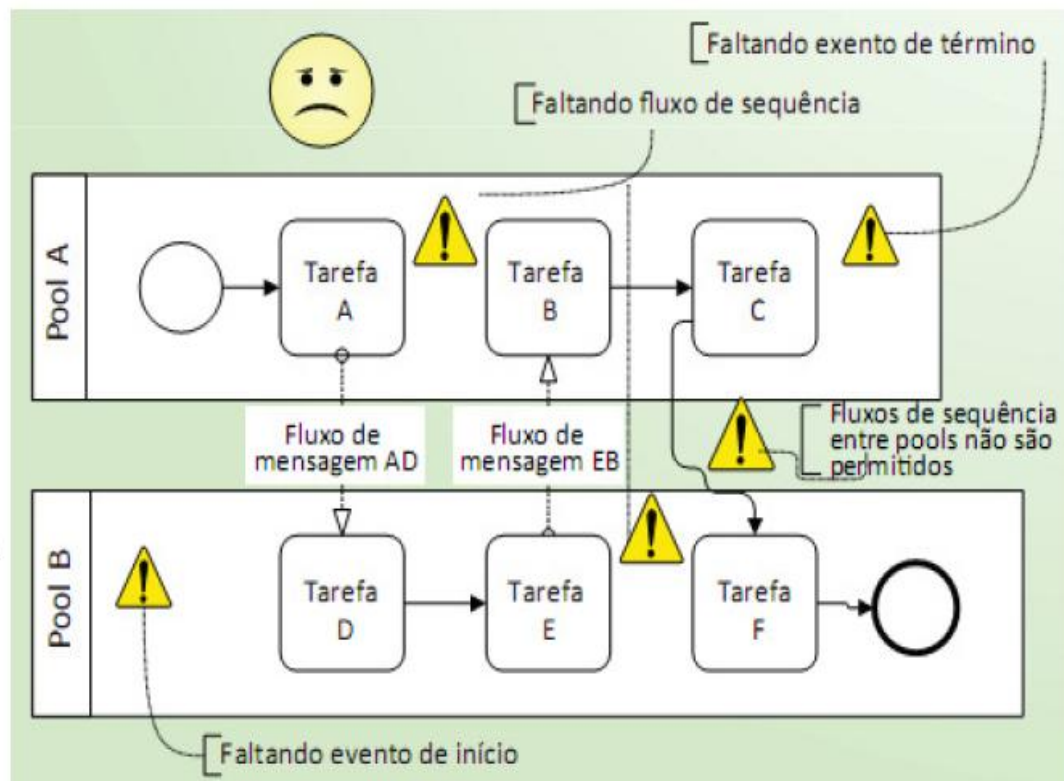 Faltando exento de término
Faltando fluxo de sequência
Pool A
Tarefa
A
Tarefa
B
Tarefa
C
Fluxo de
mensagem AD
Fluxo de
mensagem EB
Fluxos de sequência
entre pools não são
permitidos
Pool B
Tarefa
D
Tarefa
E
Tarefa
F
Faltando evento de início